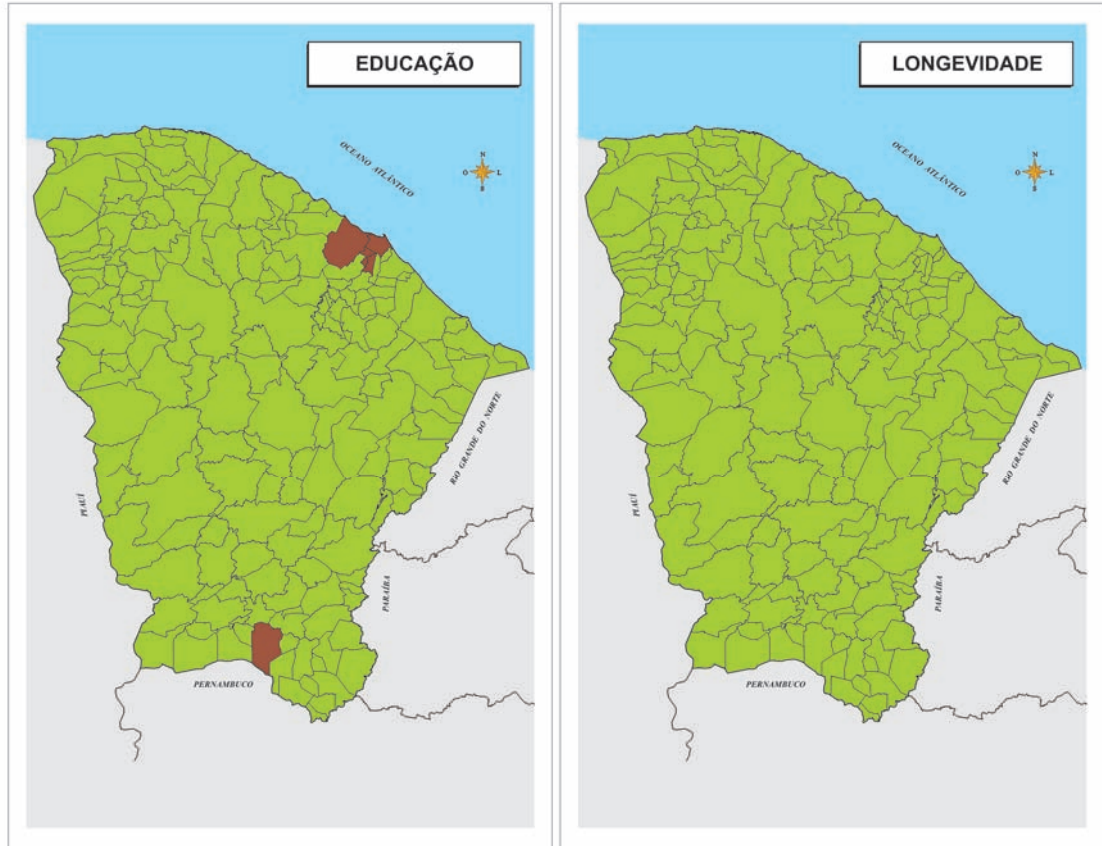 EDUCAÇÃO
OCEANO ATLÂNTICO
N
O L
S
RIO GRANDE DO NORTE
PIAUÍ
PARAÍBA
PERNAMBUCO
LONGEVIDADE
OCEANO ATLÂNTICO
N
O L
S
RIO GRANDE DO NORTE
PIAUÍ
PARAÍBA
PERNAMBUCO